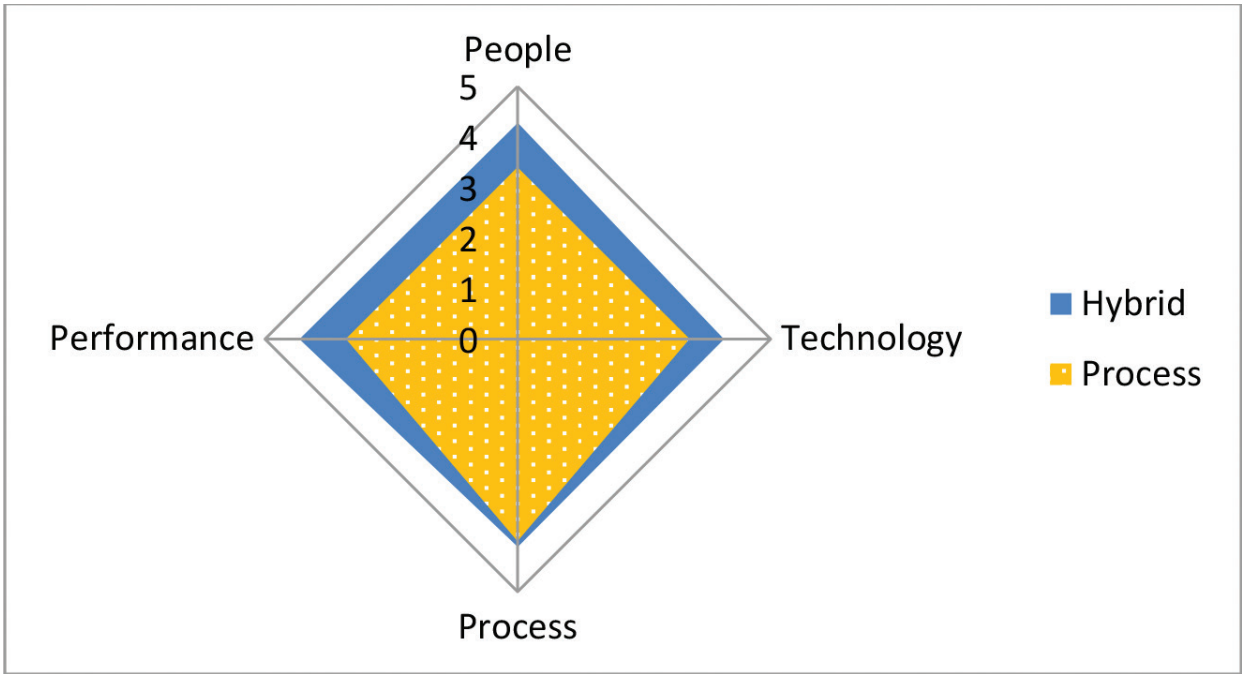 People
5
4
3
2
1
0
Performance
Technology
Process
Hybrid
Process